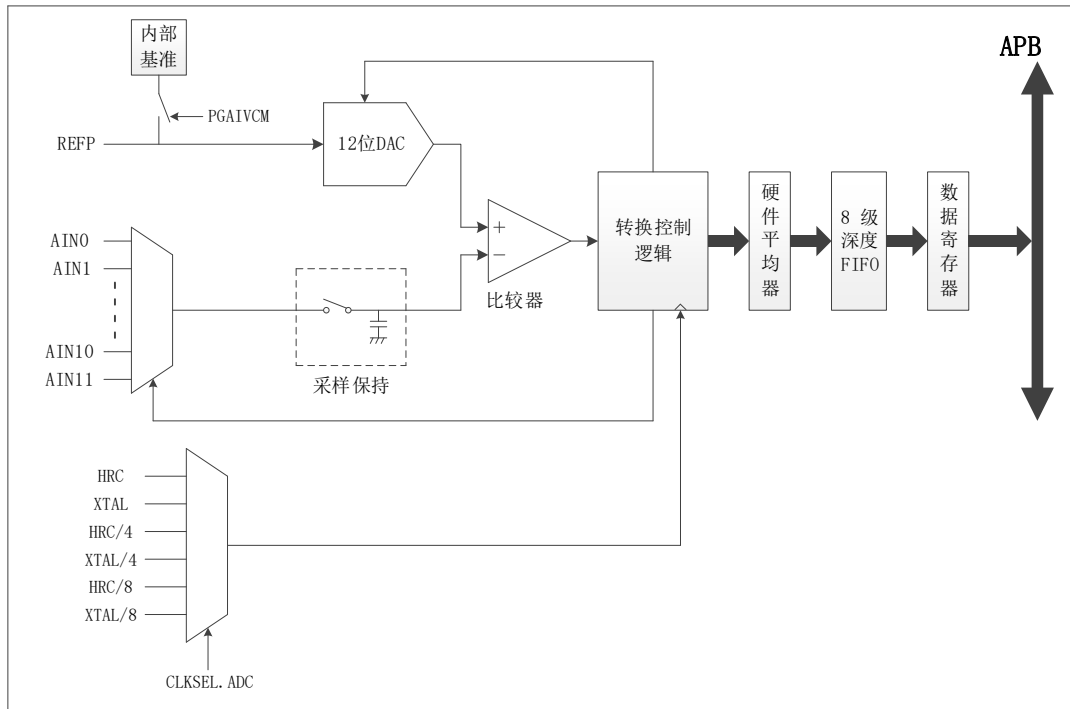 内部
基准
APB
PGAIVCM
REFP
12位DAC
AIN0
AIN1
AIN10
AIN11
采样保持
+
−
比较器
转换控制
逻辑
硬件平均器
8 级
深度
FIFO
数据寄存器
HRC
XTAL
HRC/4
XTAL/4
HRC/8
XTAL/8
CLKSEL.ADC